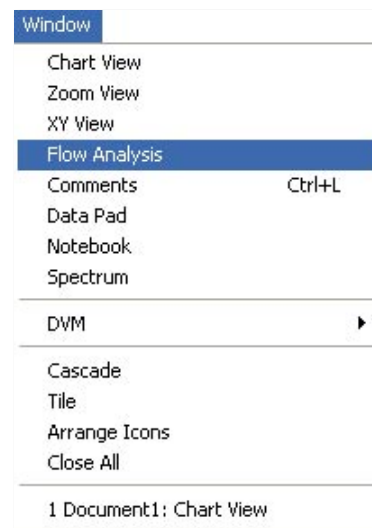 Window
Chart View
Zoom View
XY View
Flow Analysis
Comments Ctrl+L
Data Pad
Notebook
Spectrum
DVM
Cascade
Tile
Arrange Icons
Close All
1 Document1: Chart View